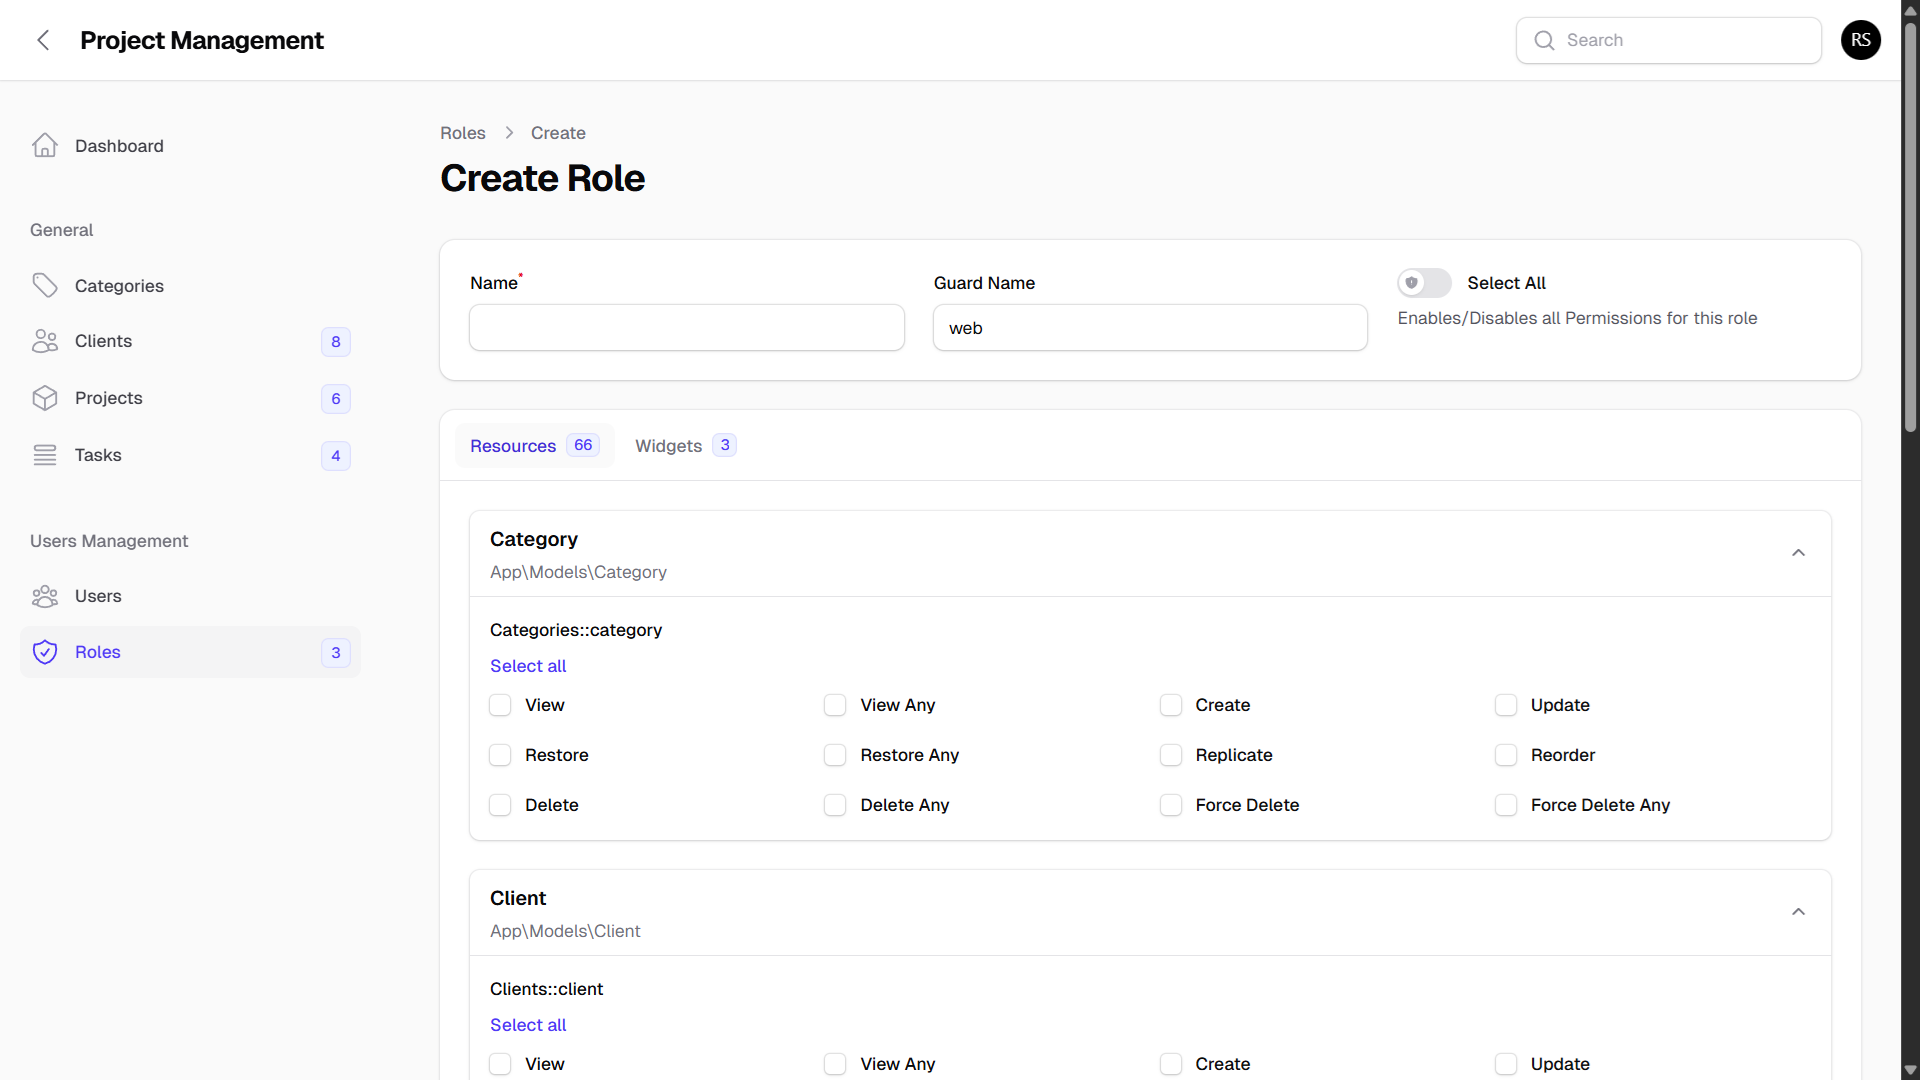 Project Management
Search
RS
Dashboard
General
Categories
Clients 8
Projects 6
Tasks 4
Users Management
Users
Roles 3
Roles > Create
Create Role
Name*
Guard Name
web
Select All
Enables/Disables all Permissions for this role
Resources 66 Widgets 3
Category
App\Models\Category
Categories::category
Select all
View View Any Create Update
Restore Restore Any Replicate Reorder
Delete Delete Any Force Delete Force Delete Any
Client
App\Models\Client
Clients::client
Select all
View View Any Create Update